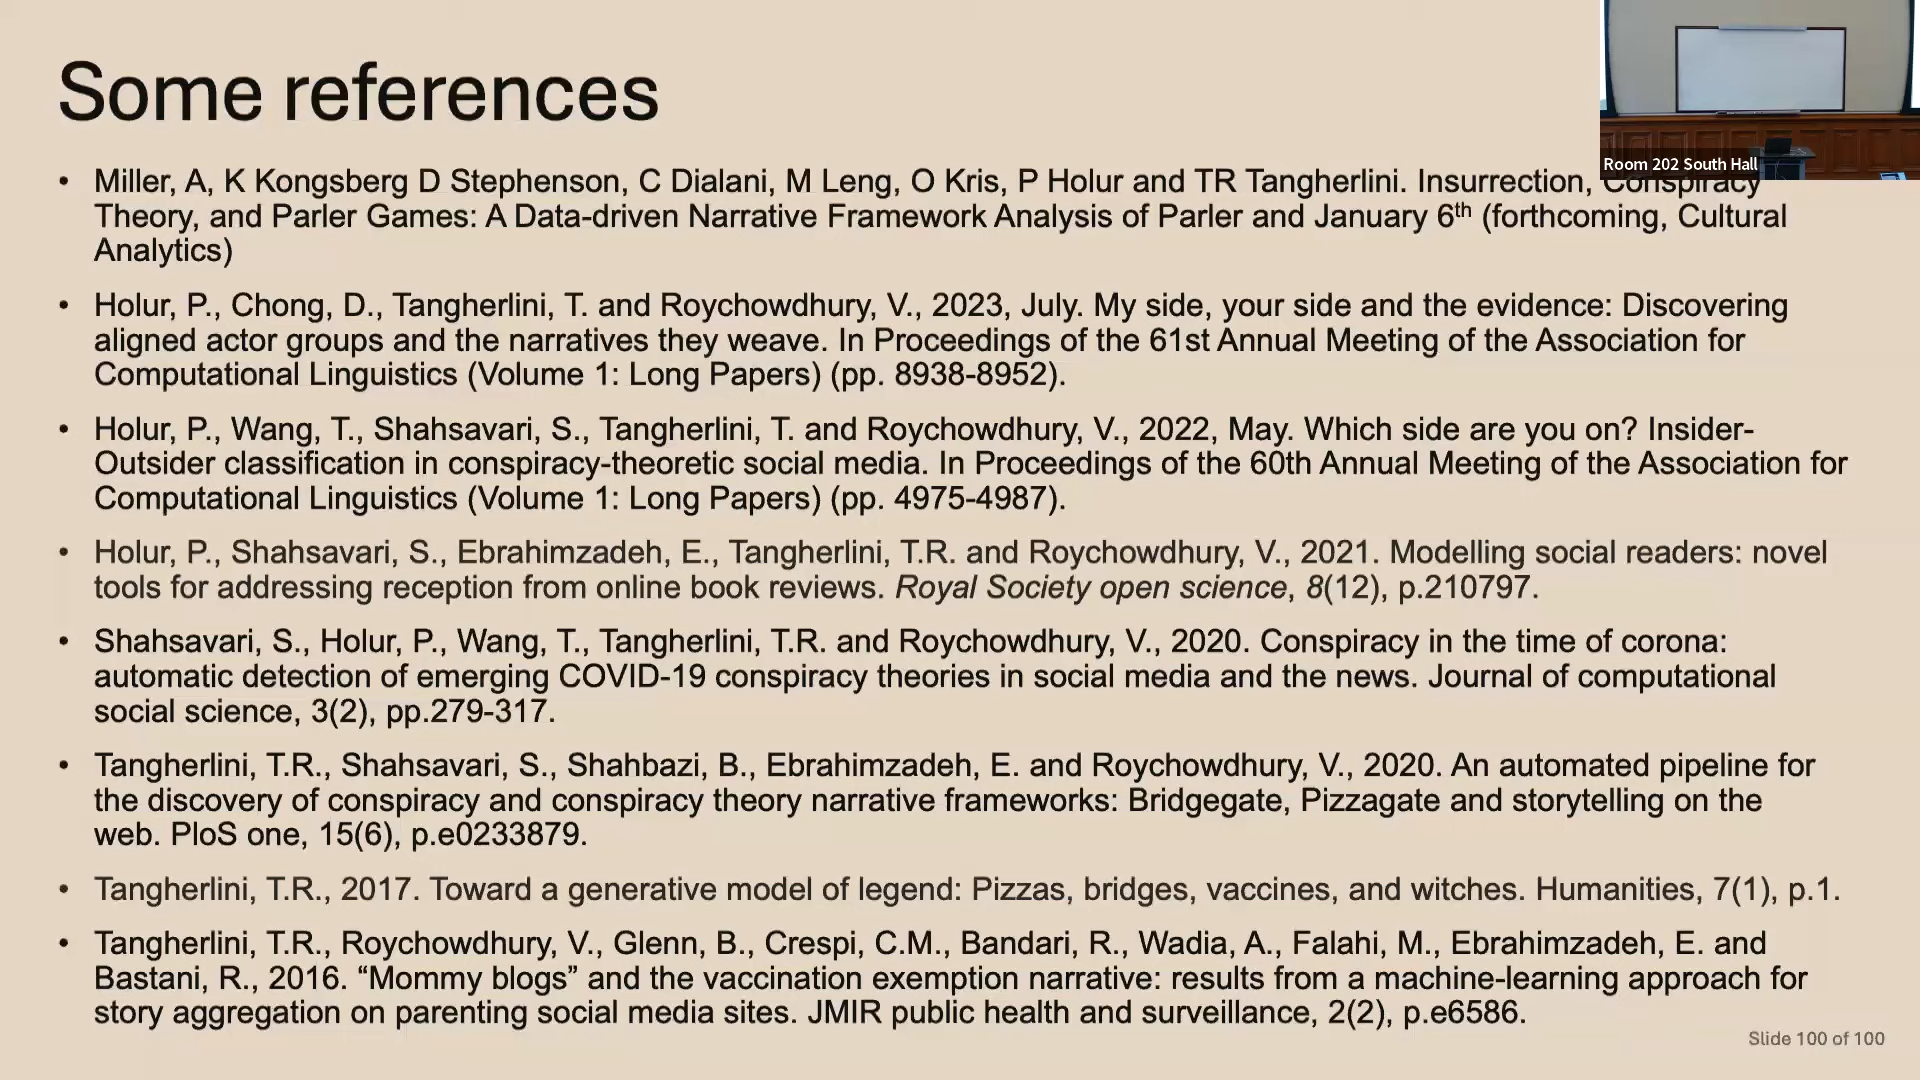 Some references
Room 202 South Hall
• Miller, A, K Kongsberg D Stephenson, C Dialani, M Leng, O Kris, P Holur and TR Tangherlini. Insurrection, Conspiracy
Theory, and Parler Games: A Data-driven Narrative Framework Analysis of Parler and January 6th (forthcoming, Cultural
Analytics)
• Holur, P., Chong, D., Tangherlini, T. and Roychowdhury, V., 2023, July. My side, your side and the evidence: Discovering
aligned actor groups and the narratives they weave. In Proceedings of the 61st Annual Meeting of the Association for
Computational Linguistics (Volume 1: Long Papers) (pp. 8938-8952).
• Holur, P., Wang, T., Shahsavari, S., Tangherlini, T. and Roychowdhury, V., 2022, May. Which side are you on? Insider-
Outsider classification in conspiracy-theoretic social media. In Proceedings of the 60th Annual Meeting of the Association for
Computational Linguistics (Volume 1: Long Papers) (pp. 4975-4987).
• Holur, P., Shahsavari, S., Ebrahimzadeh, E., Tangherlini, T.R. and Roychowdhury, V., 2021. Modelling social readers: novel
tools for addressing reception from online book reviews. Royal Society open science, 8(12), p.210797.
• Shahsavari, S., Holur, P., Wang, T., Tangherlini, T.R. and Roychowdhury, V., 2020. Conspiracy in the time of corona:
automatic detection of emerging COVID-19 conspiracy theories in social media and the news. Journal of computational
social science, 3(2), pp.279-317.
• Tangherlini, T.R., Shahsavari, S., Shahbazi, B., Ebrahimzadeh, E. and Roychowdhury, V., 2020. An automated pipeline for
the discovery of conspiracy and conspiracy theory narrative frameworks: Bridgegate, Pizzagate and storytelling on the
web. PloS one, 15(6), p.e0233879.
• Tangherlini, T.R., 2017. Toward a generative model of legend: Pizzas, bridges, vaccines, and witches. Humanities, 7(1), p.1.
• Tangherlini, T.R., Roychowdhury, V., Glenn, B., Crespi, C.M., Bandari, R., Wadia, A., Falahi, M., Ebrahimzadeh, E. and
Bastani, R., 2016. “Mommy blogs” and the vaccination exemption narrative: results from a machine-learning approach for
story aggregation on parenting social media sites. JMIR public health and surveillance, 2(2), p.e6586.
Slide 100 of 100